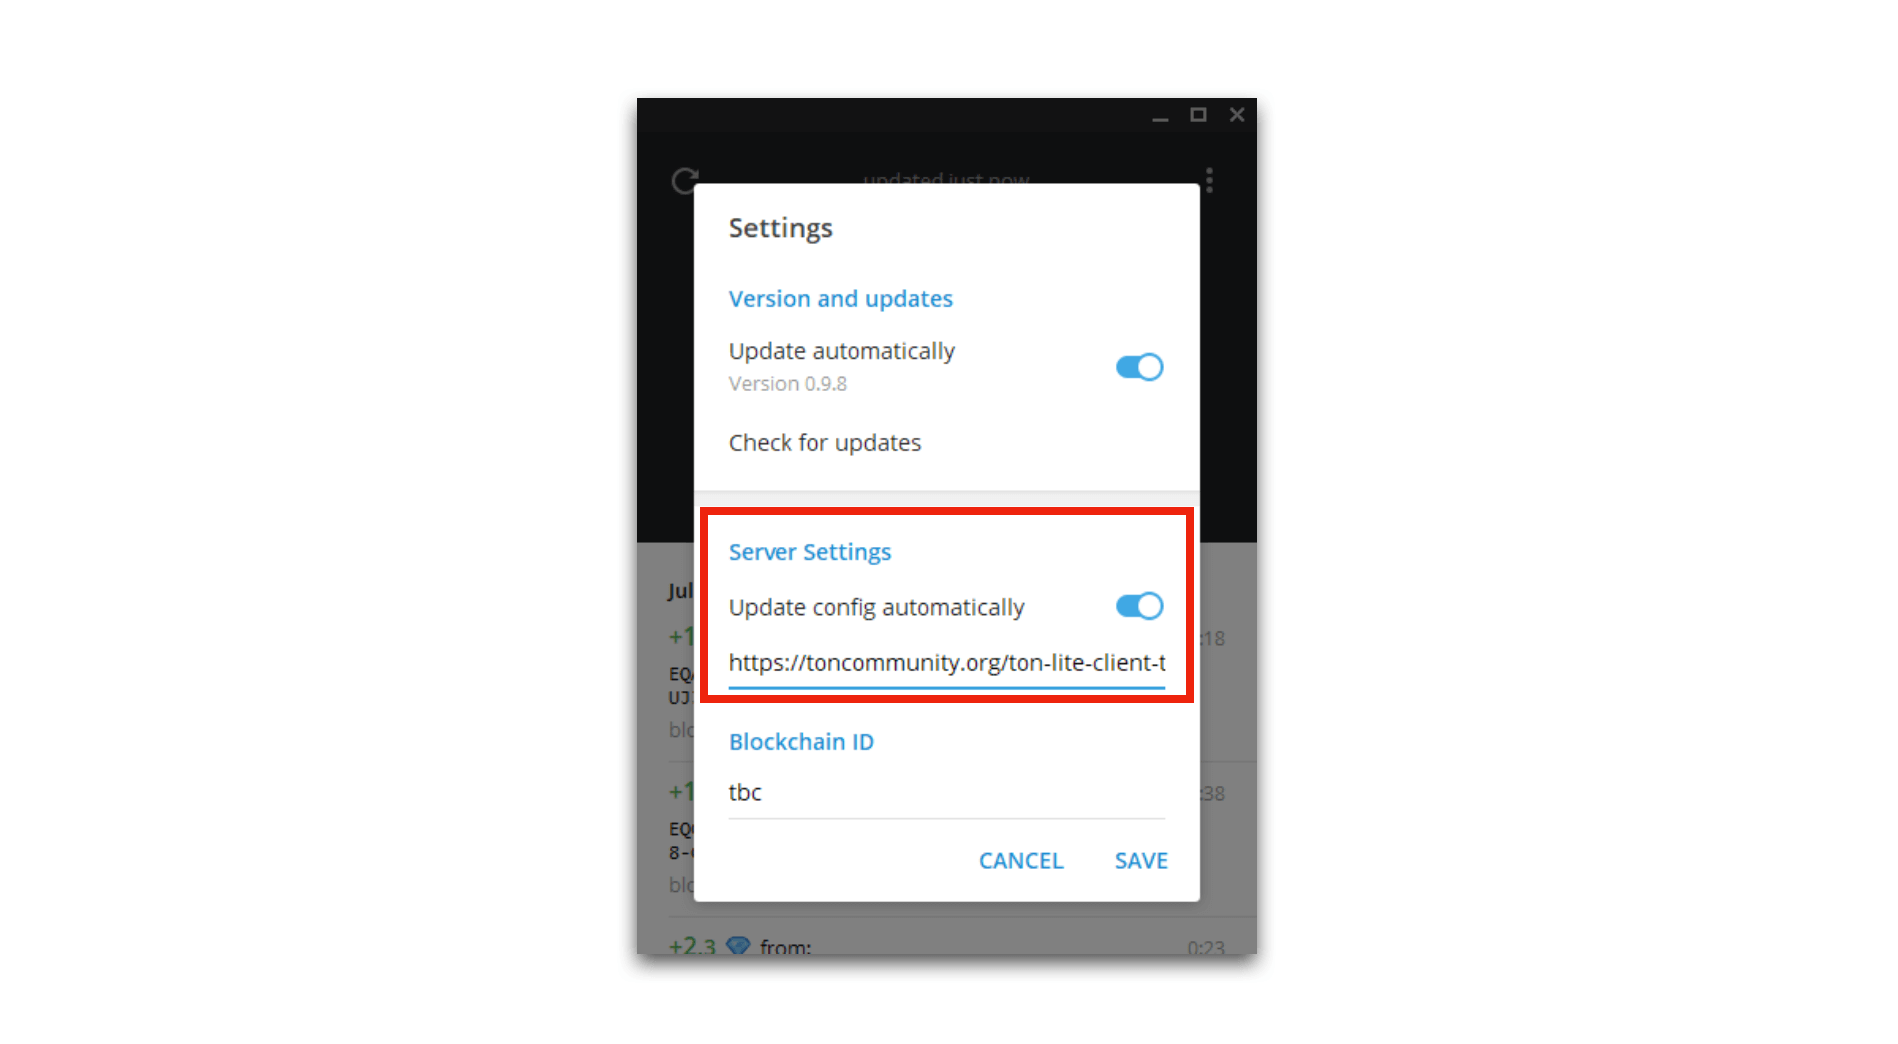 updated just now
Settings
Version and updates
Update automatically
Version 0.9.8
Check for updates
Server Settings
Update config automatically
https://toncommunity.org/ton-lite-client-t
Blockchain ID
tbc
CANCEL SAVE
Jul
+1 :18
EQ
UJ
blo
+1 :38
EQ
8-
blo
+2.3 from: 0:23